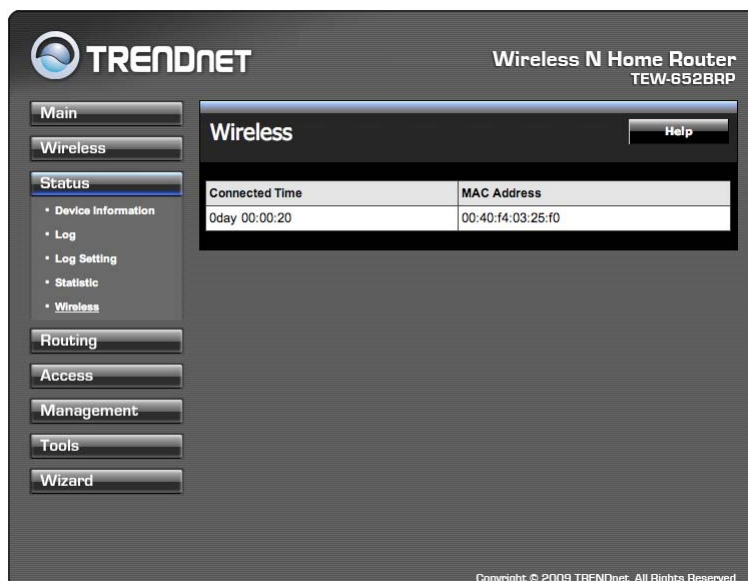 TRENDNET
Wireless N Home Router
TEW-652BRP
Main
Wireless
Status
• Device Information
• Log
• Log Setting
• Statistic
• Wireless
Routing
Access
Management
Tools
Wizard
Wireless
Help
Connected Time MAC Address
0day 00:00:20 00:40:f4:03:25:f0
Copyright © 2009 TRENDnet. All Rights Reserved